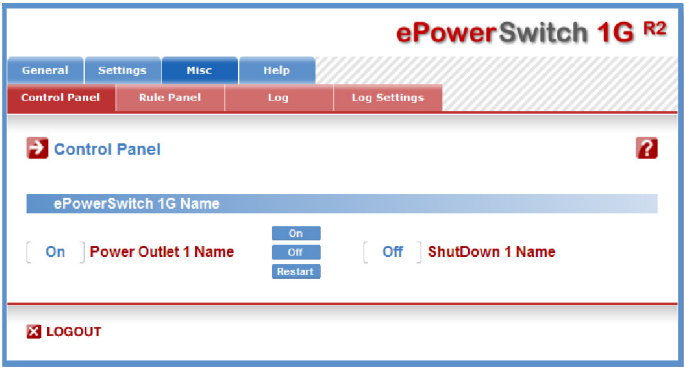 ePowerSwitch 1G R2
General Settings Misc Help
Control Panel Rule Panel Log Log Settings
Control Panel ?
ePowerSwitch 1G Name
On Power Outlet 1 Name On Off Restart Off ShutDown 1 Name
LOGOUT